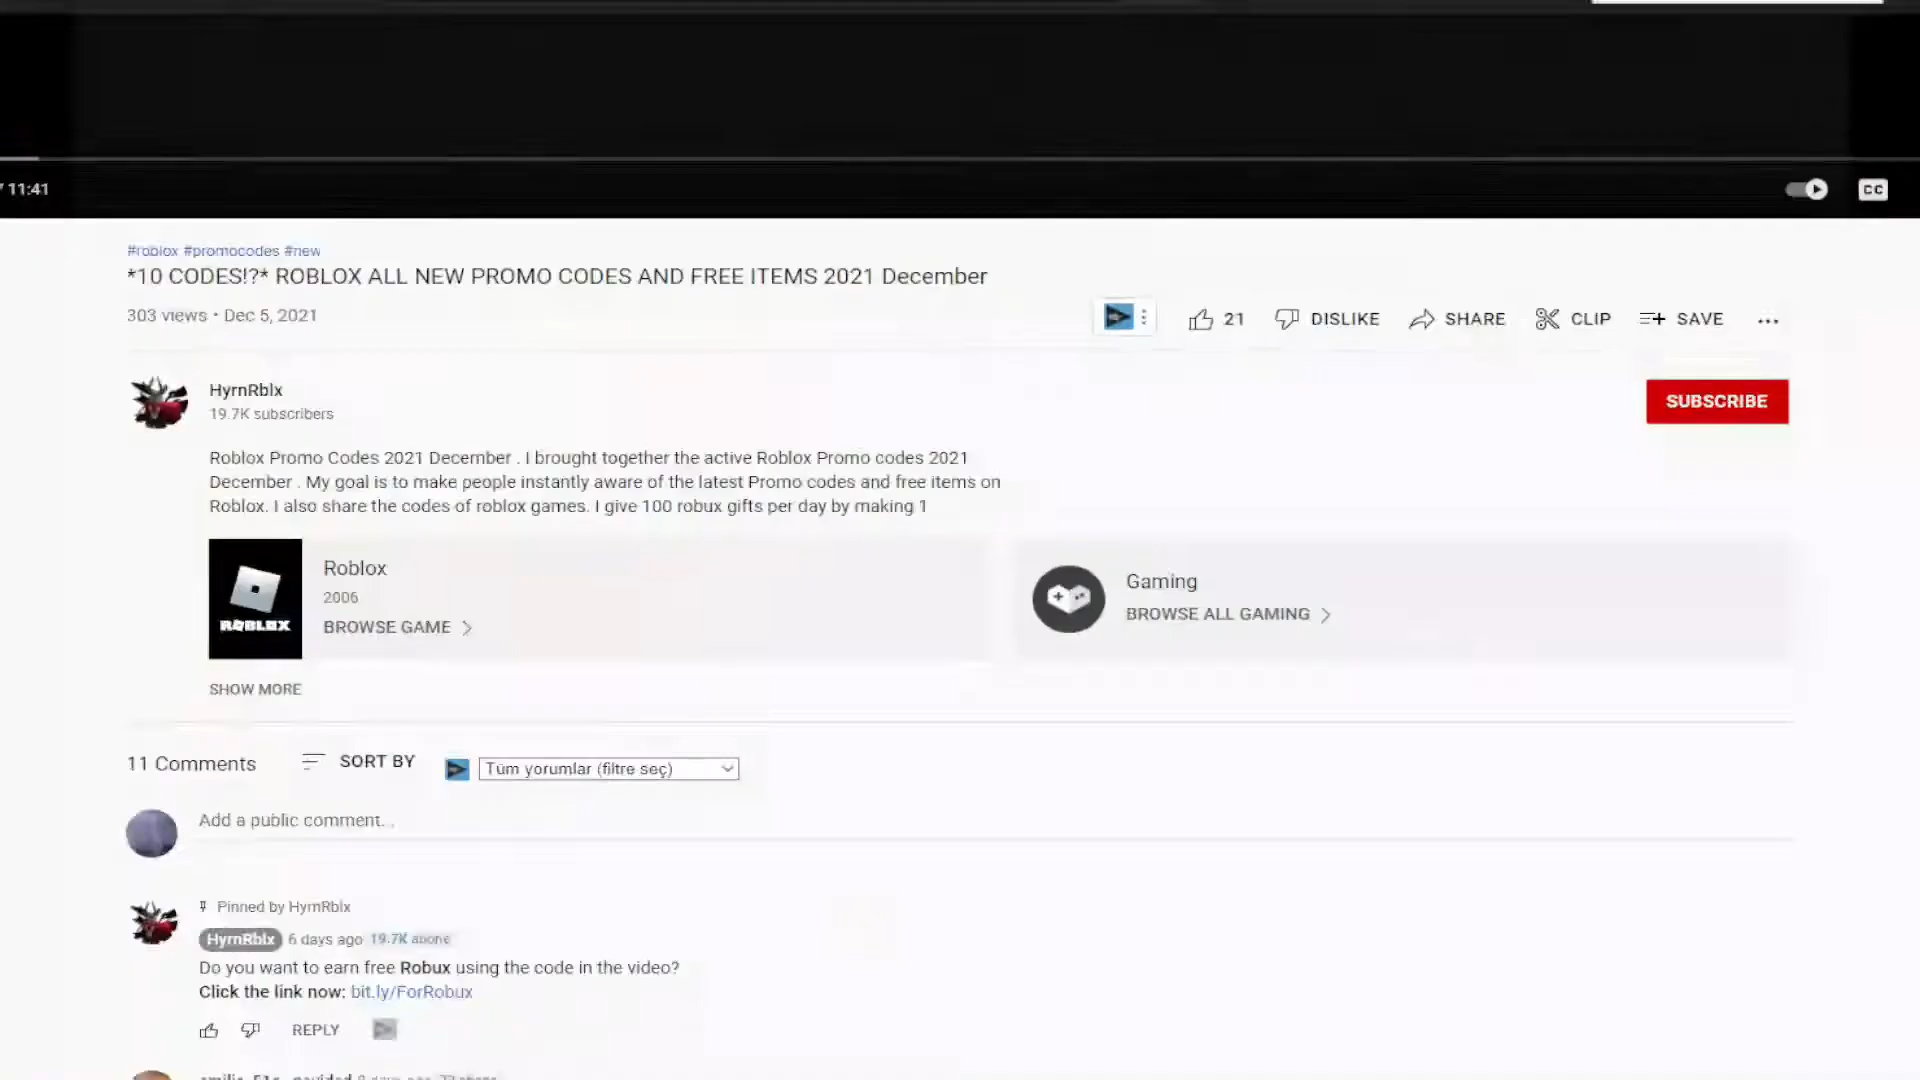 / 11:41
CC
#roblox #promocodes #new
*10 CODES!?* ROBLOX ALL NEW PROMO CODES AND FREE ITEMS 2021 December
303 views • Dec 5, 2021
21 DISLIKE SHARE CLIP SAVE ...
HyrnRblx
19.7K subscribers
SUBSCRIBE
Roblox Promo Codes 2021 December . I brought together the active Roblox Promo codes 2021
December . My goal is to make people instantly aware of the latest Promo codes and free items on
Roblox. I also share the codes of roblox games. I give 100 robux gifts per day by making 1
ROBLOX
Roblox
2006
BROWSE GAME
Gaming
BROWSE ALL GAMING
SHOW MORE
11 Comments SORT BY Tüm yorumlar (filtre seç)
Add a public comment...
Pinned by HyrnRblx
HyrnRblx 6 days ago 19.7K abone
Do you want to earn free Robux using the code in the video?
Click the link now: bit.ly/ForRobux
REPLY